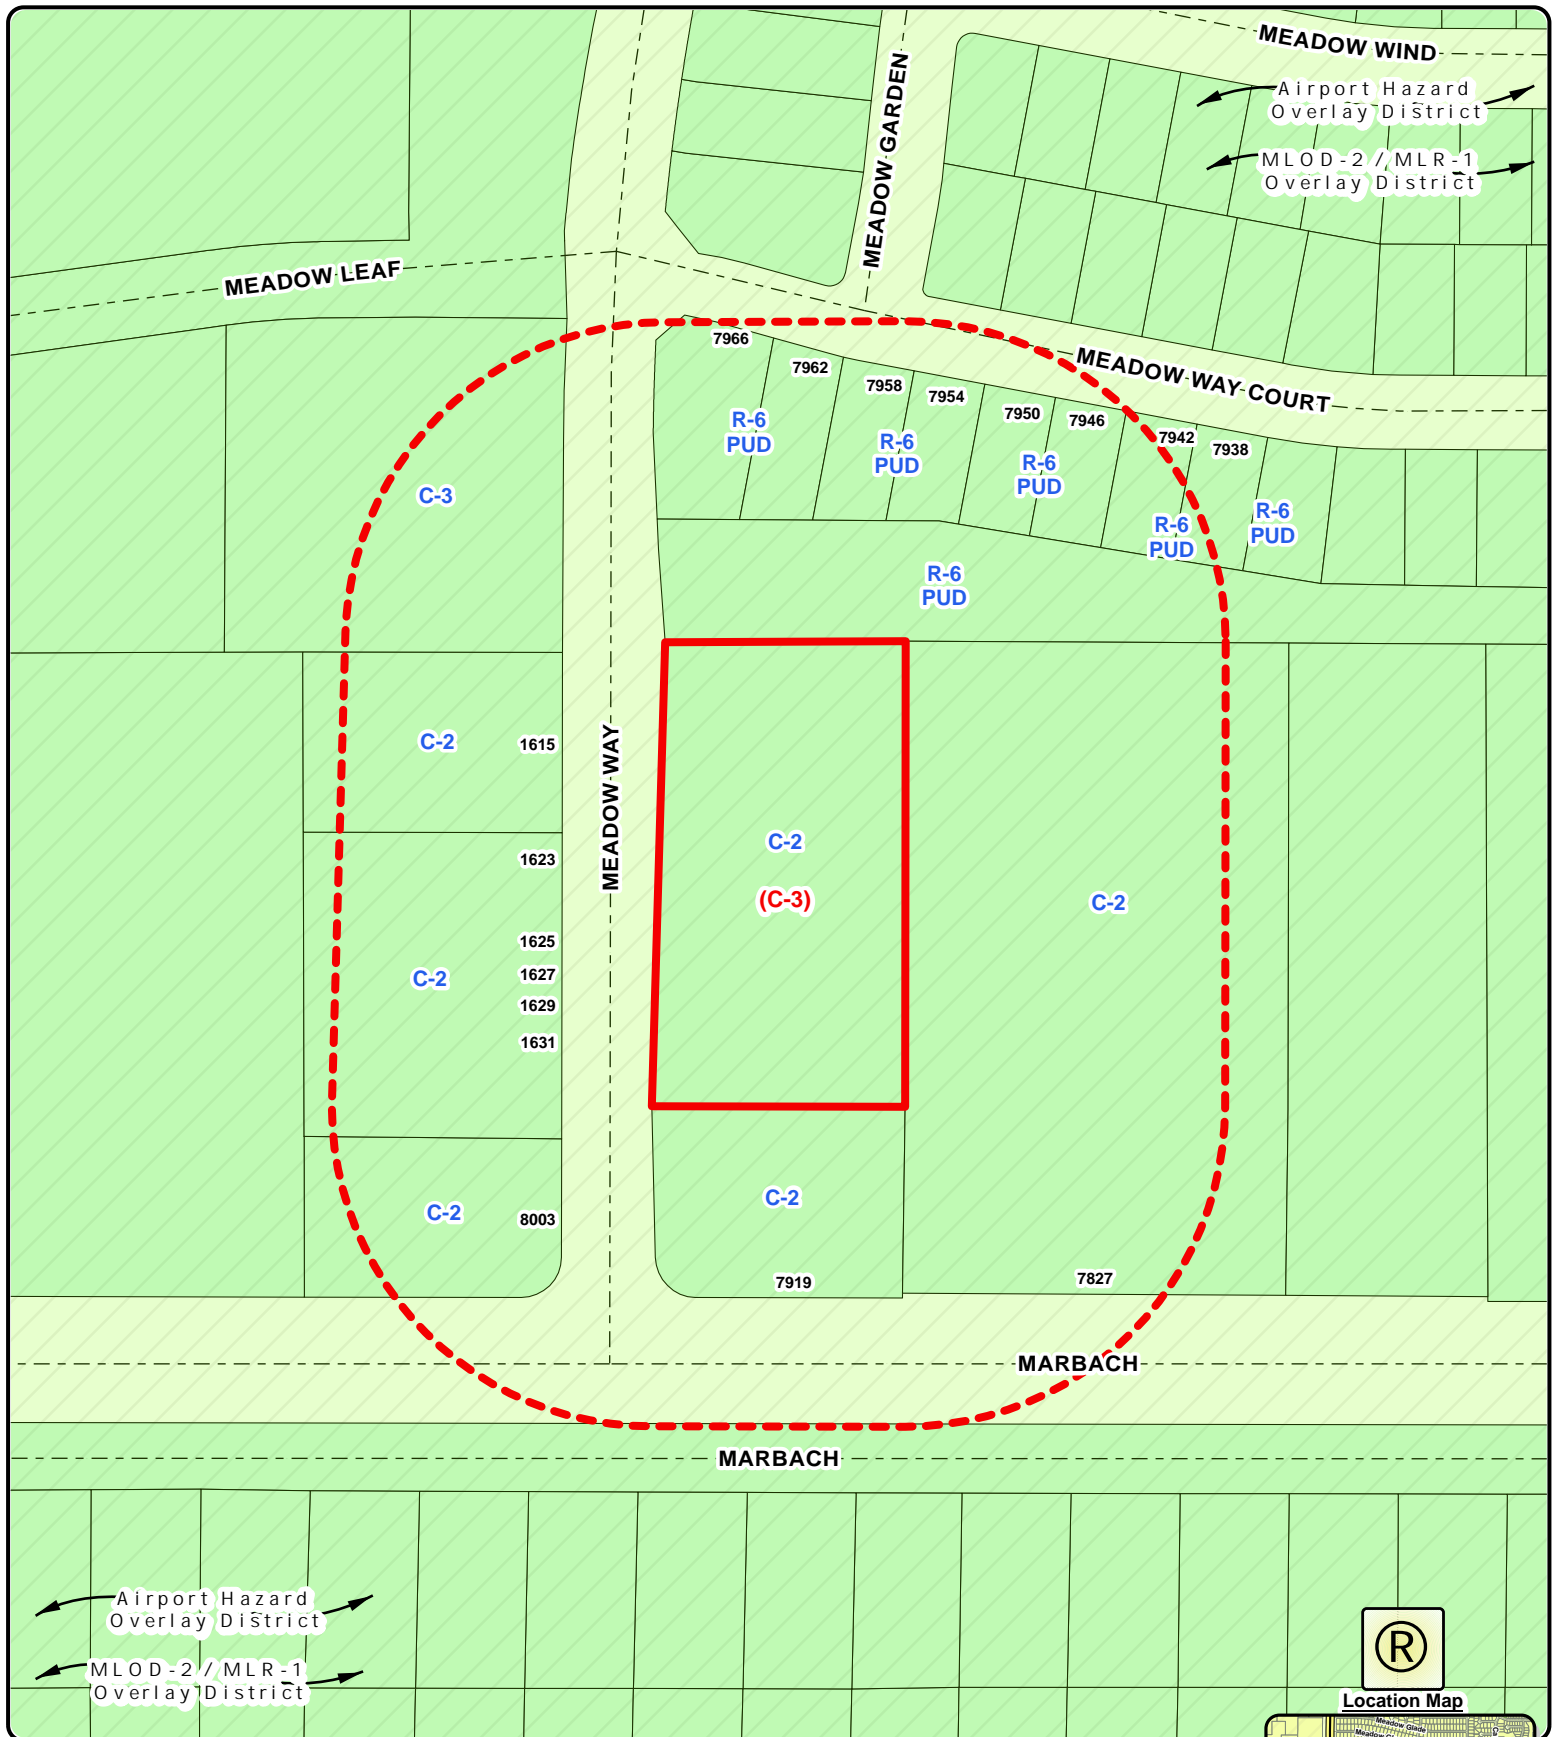 MEADOW WIND
Airport Hazard
Overlay District
MLOD-2 / MLR-1
Overlay District
MEADOW GARDEN
MEADOW LEAF
MEADOW WAY COURT
7966
7962
7958
7954
7950
7946
7942
7938
R-6
PUD
R-6
PUD
R-6
PUD
R-6
PUD
R-6
PUD
C-3
R-6
PUD
C-2
1615
MEADOW WAY
C-2
(C-3)
C-2
1623
1625
1627
1629
1631
C-2
C-2
8003
C-2
7919
7827
MARBACH
MARBACH
Airport Hazard
Overlay District
MLOD-2 / MLR-1
Overlay District
R
Location Map
Meadow Glade